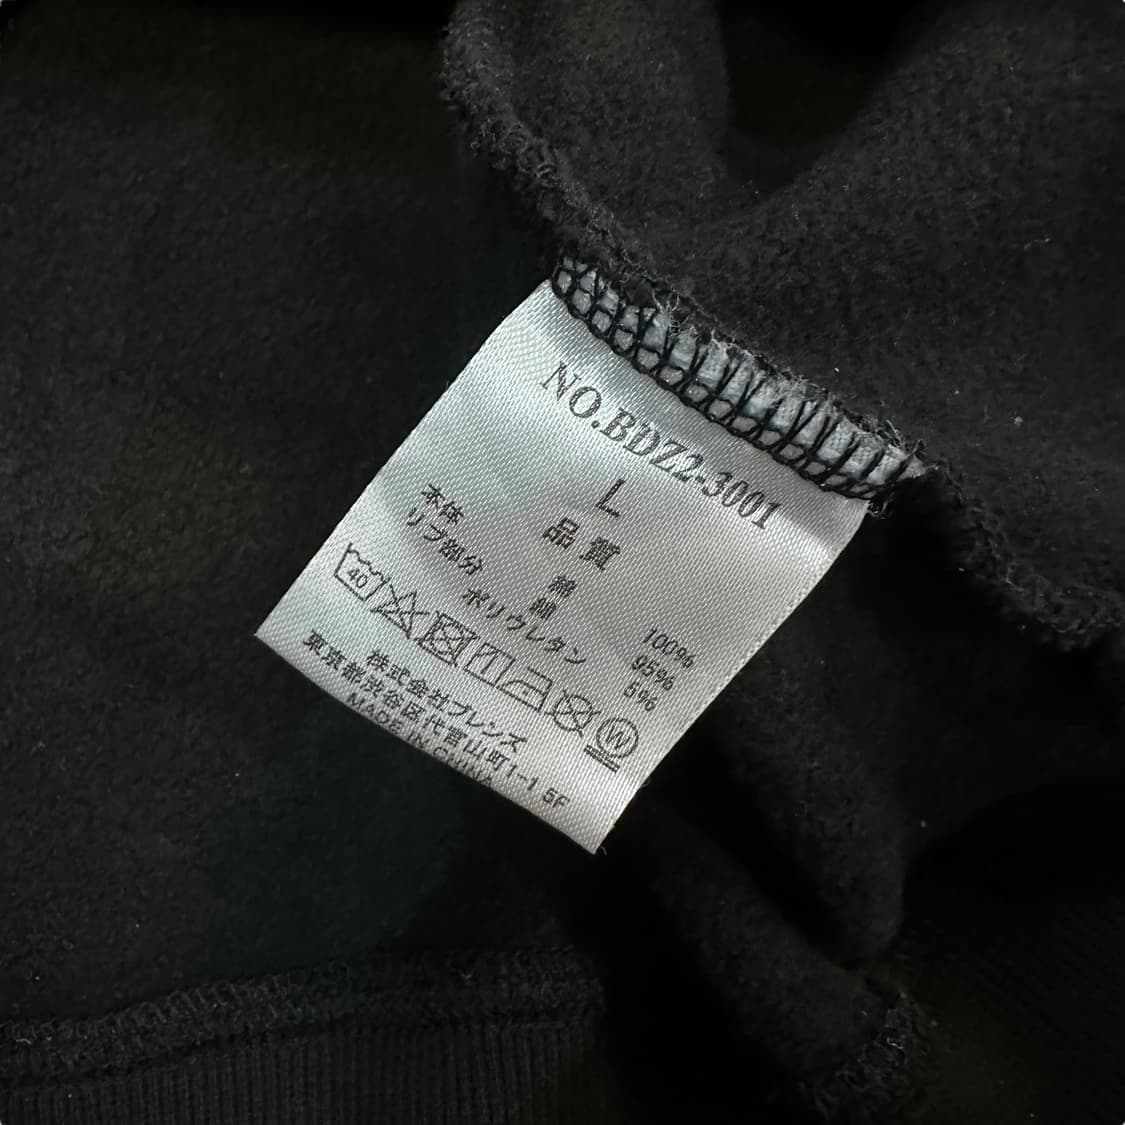 NO.BDZ2-3001
L
品質
本体 綿 100%
リブ部分 綿 95%
ポリウレタン 5%
40
W
株式会社フレンズ
東京都渋谷区代官山町1-1 5F
MADE IN CHINA